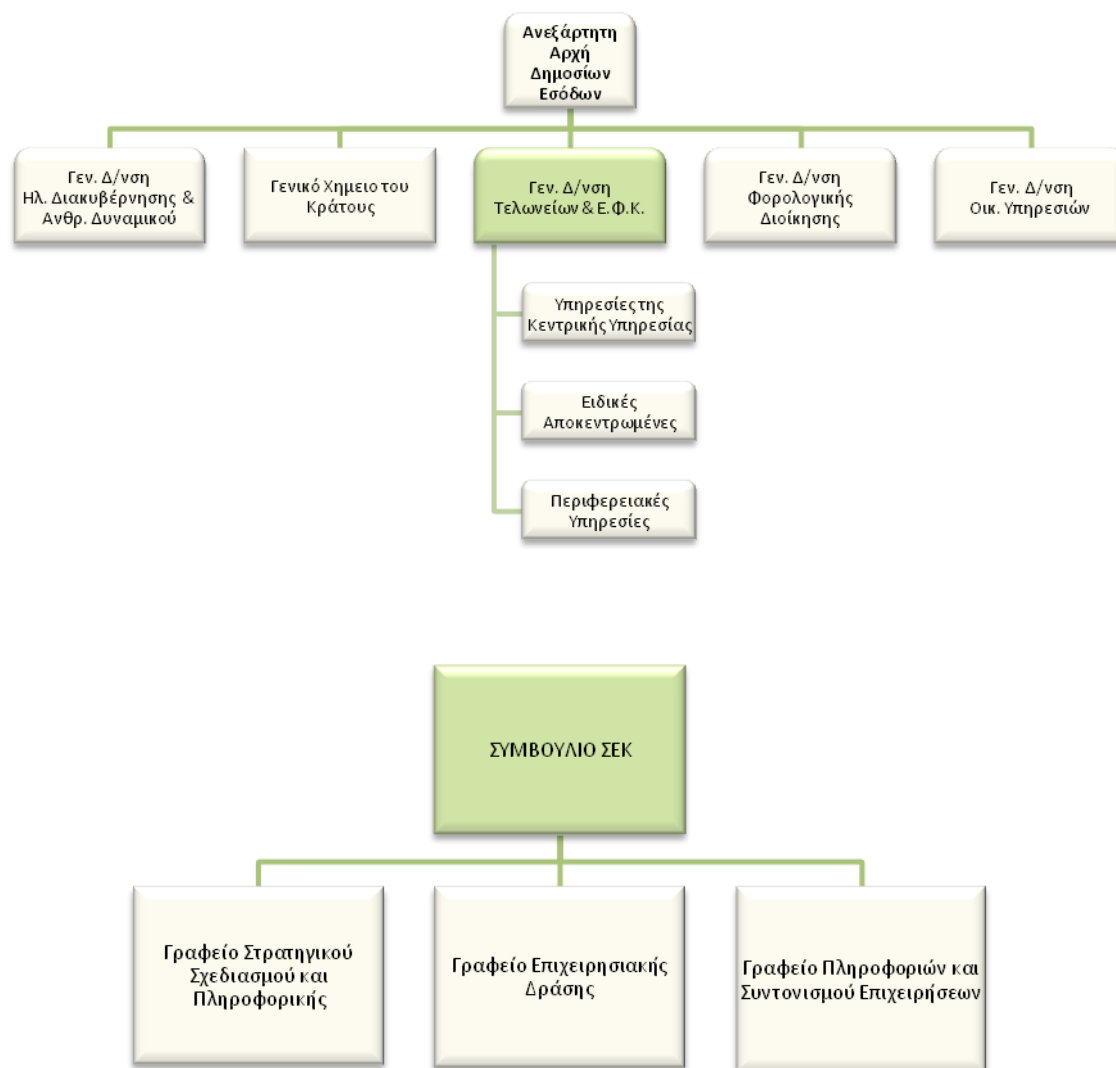 Ανεξάρτητη
Αρχή
Δημοσίων
Εσόδων
Γεν. Δ/νση
Ηλ. Διακυβέρνησης &
Ανθρ. Δυναμικού
Γενικό Χημειο του
Κράτους
Γεν. Δ/νση
Τελωνείων & Ε.Φ.Κ.
Γεν. Δ/νση
Φορολογικής
Διοίκησης
Γεν. Δ/νση
Οικ. Υπηρεσιών
Υπηρεσίες της
Κεντρικής Υπηρεσίας
Ειδικές
Αποκεντρωμένες
Περιφερειακές
Υπηρεσίες
ΣΥΜΒΟΥΛΙΟ ΣΕΚ
Γραφείο Στρατηγικού
Σχεδιασμού και
Πληροφορικής
Γραφείο Επιχειρησιακής
Δράσης
Γραφείο Πληροφοριών και
Συντονισμού Επιχειρήσεων